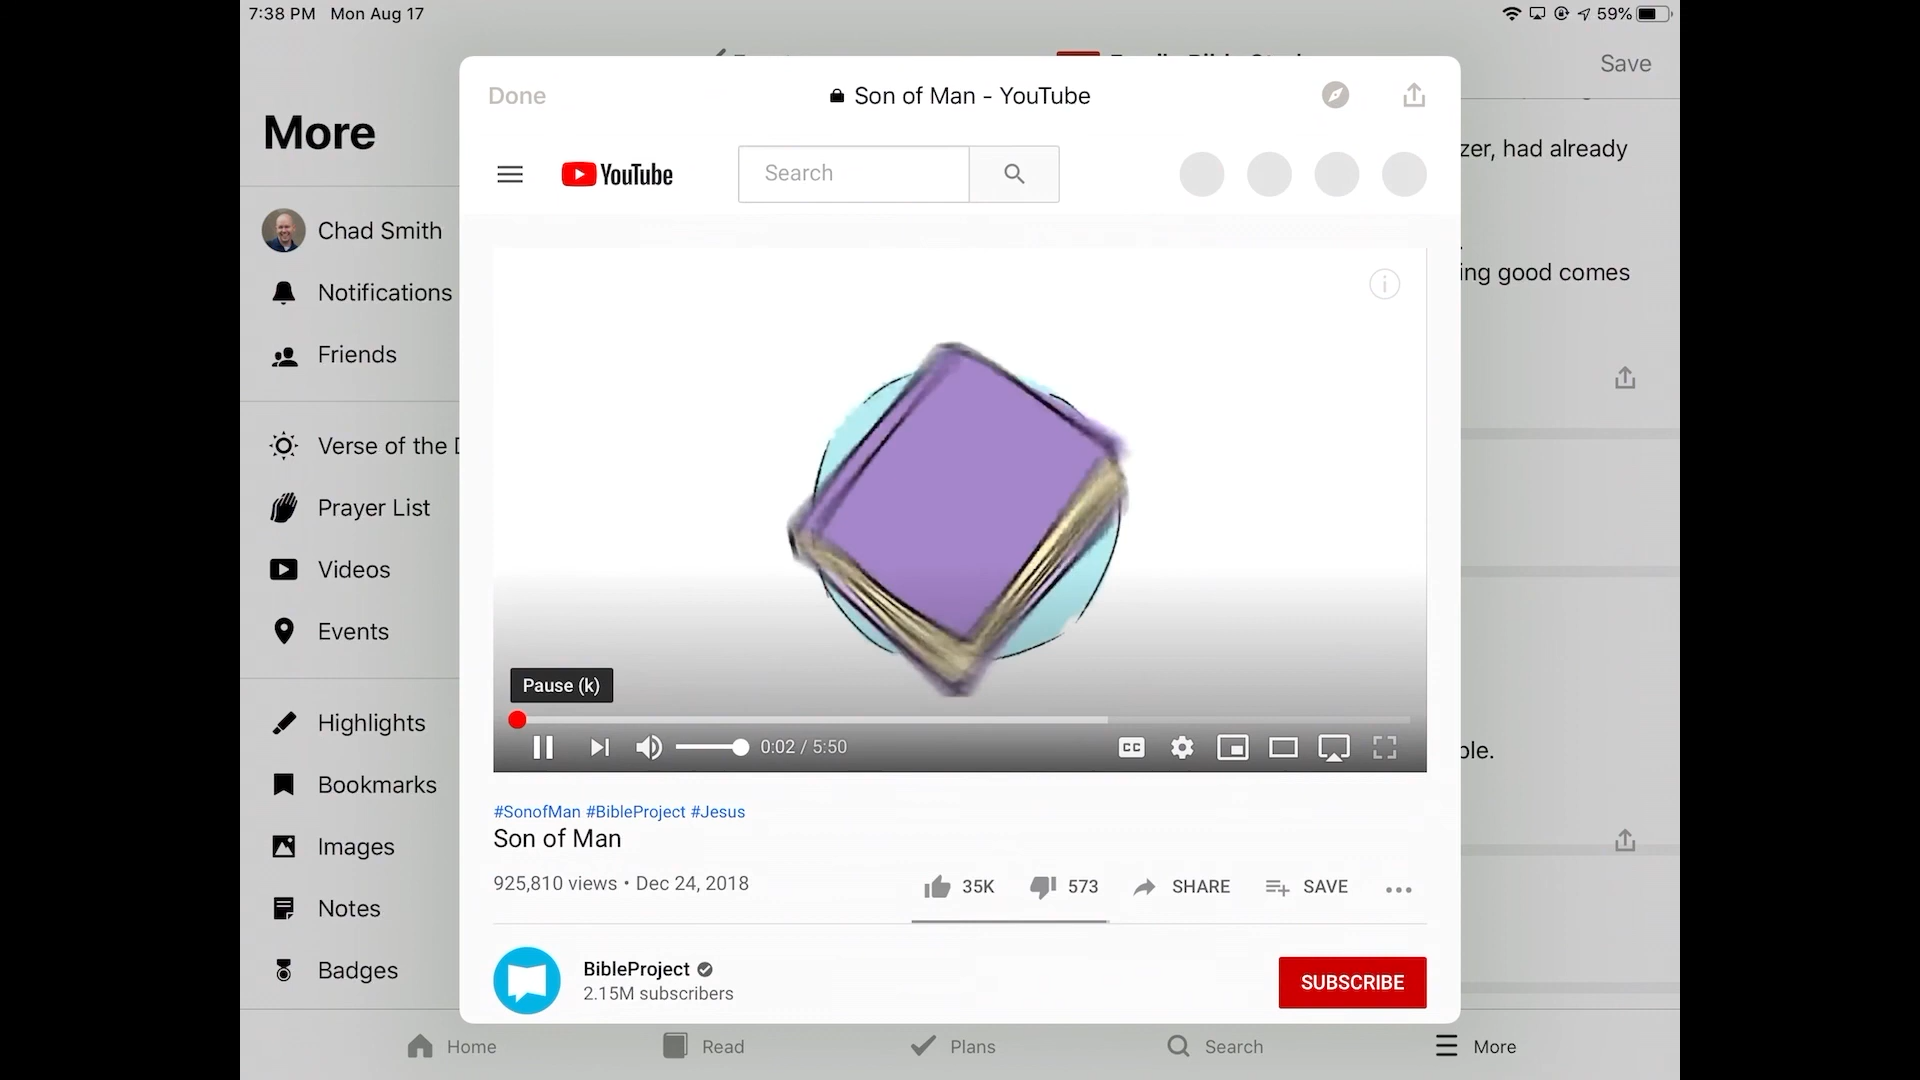 7:38 PM Mon Aug 17
59%
Save
More
Chad Smith
Notifications
Friends
Verse of the
Prayer List
Videos
Events
Highlights
Bookmarks
Images
Notes
Badges
Done
Son of Man - YouTube
YouTube
Search
Pause (k)
0:02 / 5:50
CC
#SonofMan #BibleProject #Jesus
Son of Man
925,810 views • Dec 24, 2018
35K
573
SHARE
SAVE
BibleProject
2.15M subscribers
SUBSCRIBE
had already
good comes
Home
Read
Plans
Search
More